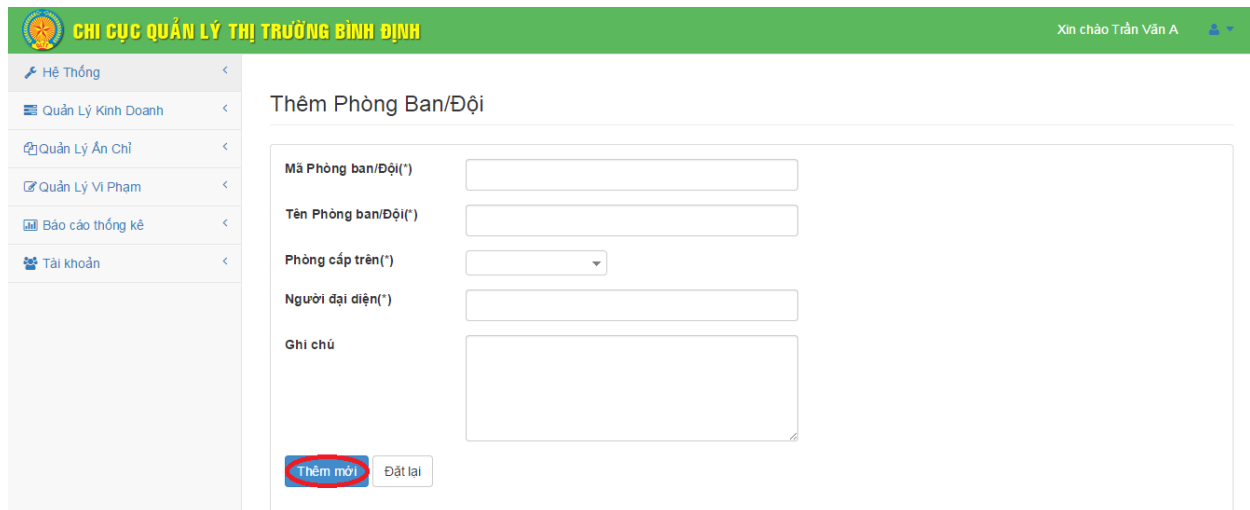 CHI CỤC QUẢN LÝ THỊ TRƯỜNG BÌNH ĐỊNH
Xin chào Trần Văn A
Hệ Thống
Quản Lý Kinh Doanh
Quản Lý Ấn Chỉ
Quản Lý Vi Phạm
Báo cáo thống kê
Tài khoản
Thêm Phòng Ban/Đội
Mã Phòng ban/Đội(*)
Tên Phòng ban/Đội(*)
Phòng cấp trên(*)
Người đại diện(*)
Ghi chú
Thêm mới Đặt lại